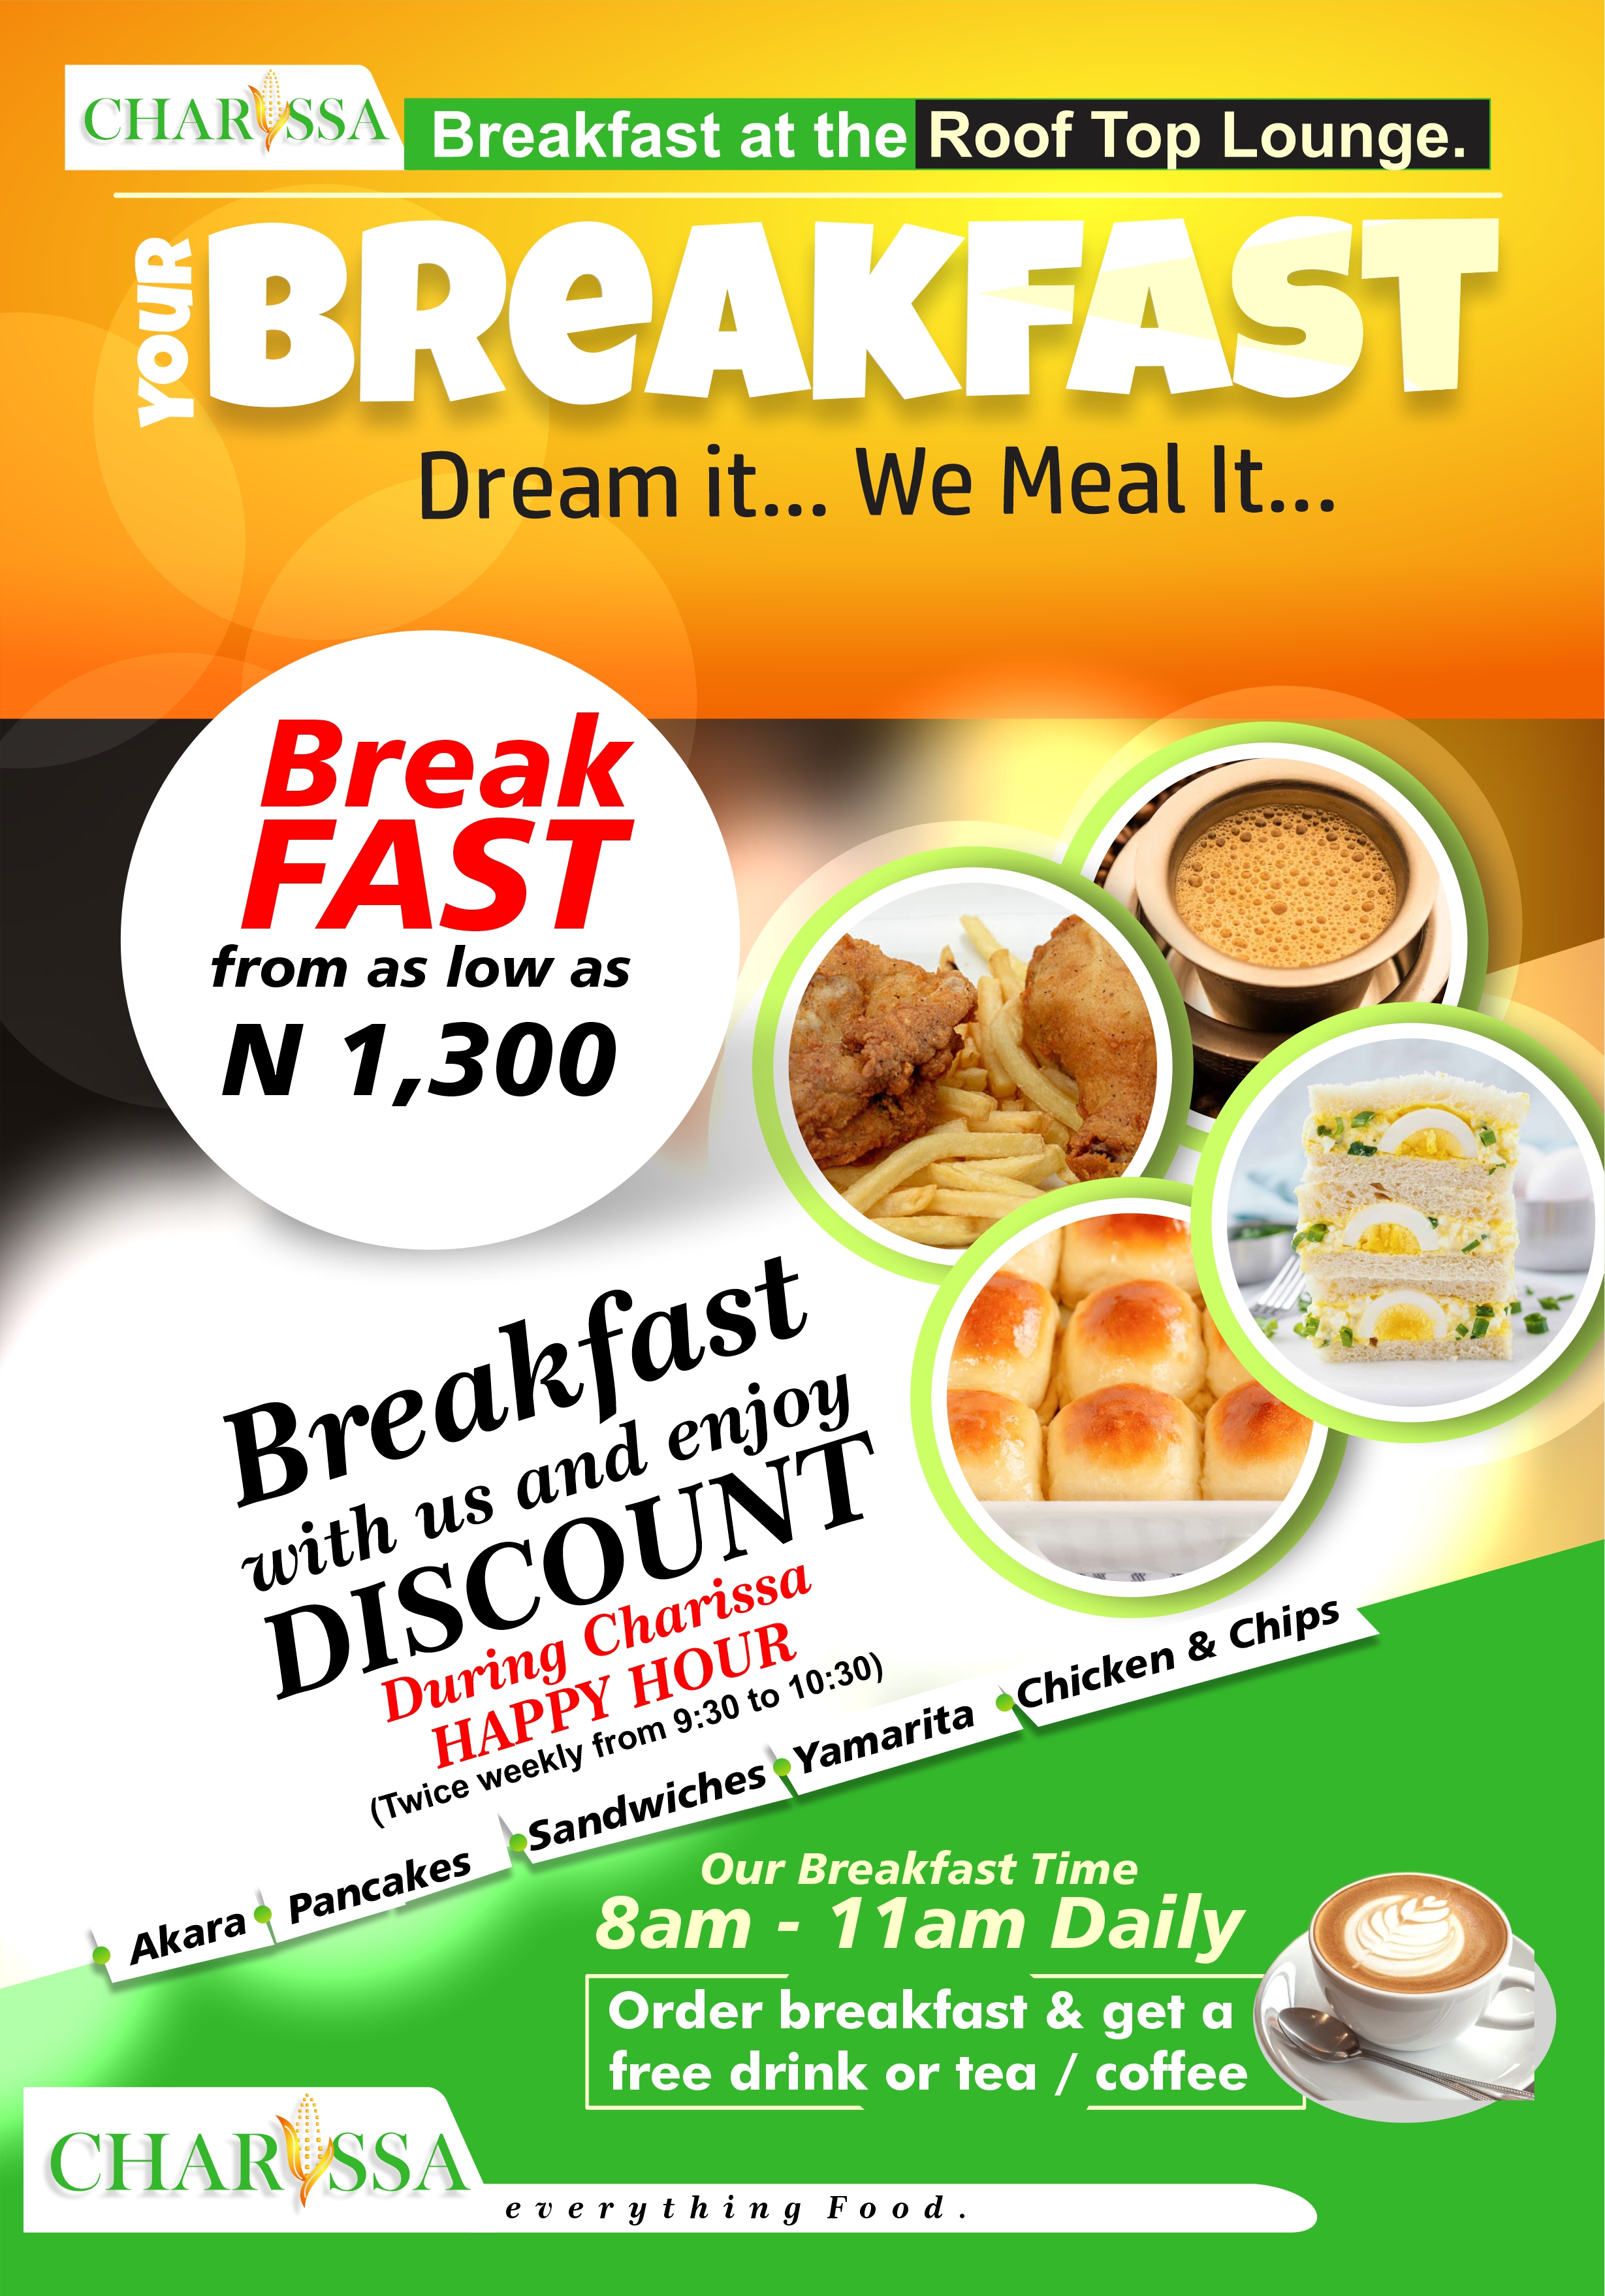 CHARISSA
Breakfast at the Roof Top Lounge.
YOUR
BREAKFAST
Dream it... We Meal It...
Break
FAST
from as low as
N 1,300
Breakfast
with us and enjoy
DISCOUNT
During Charissa
HAPPY HOUR
(Twice weekly from 9:30 to 10:30)
Akara Pancakes Sandwiches Yamarita Chicken & Chips
Our Breakfast Time
8am - 11am Daily
Order breakfast & get a
free drink or tea / coffee
CHARISSA
everything Food.